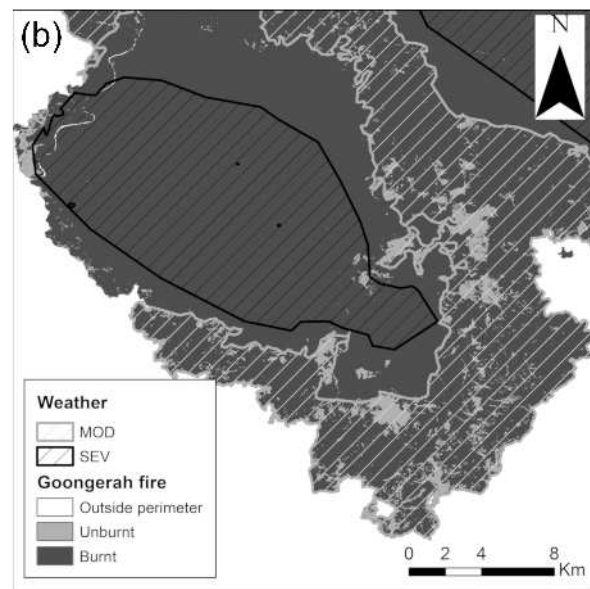 (b)
N
Weather
MOD
SEV
Goongerah fire
Outside perimeter
Unburnt
Burnt
0 2 4 8
Km